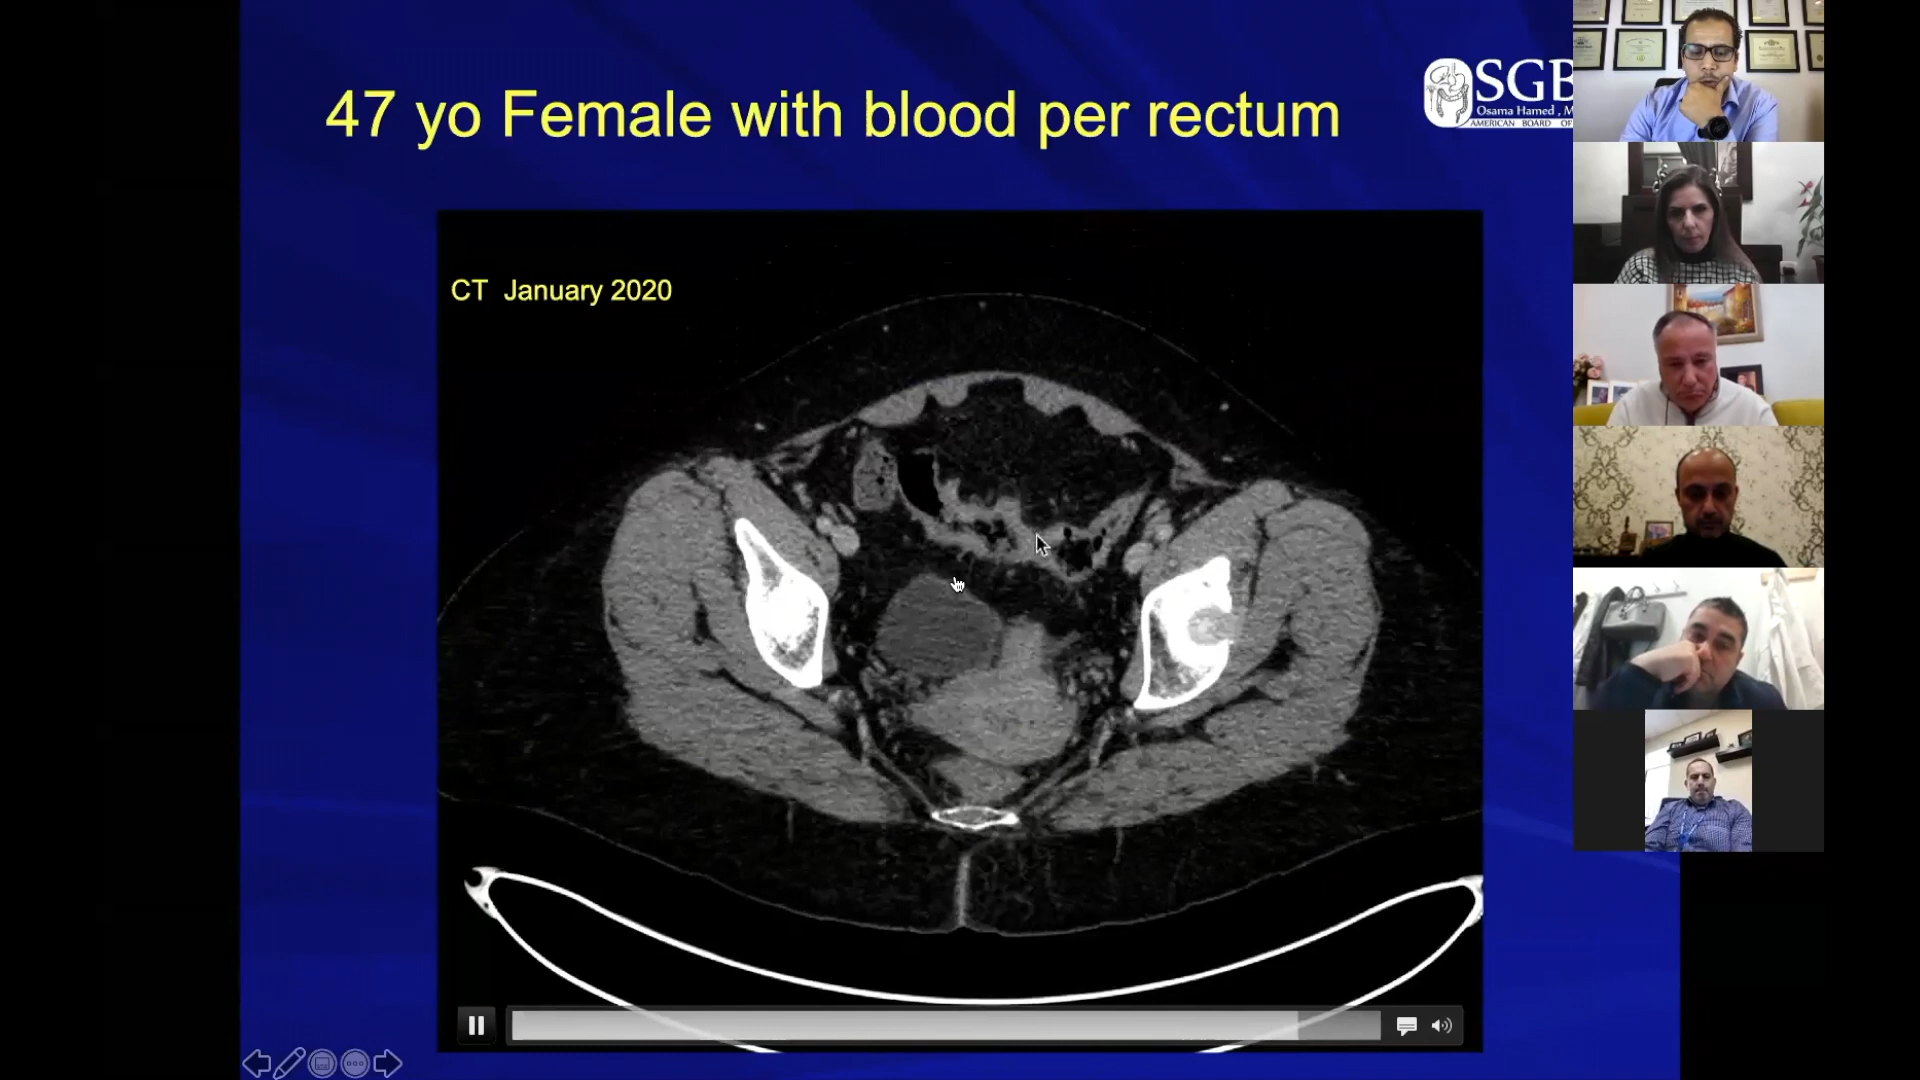 47 yo Female with blood per rectum
SGB
Osama Hamed , M
AMERICAN BOARD OF
CT January 2020